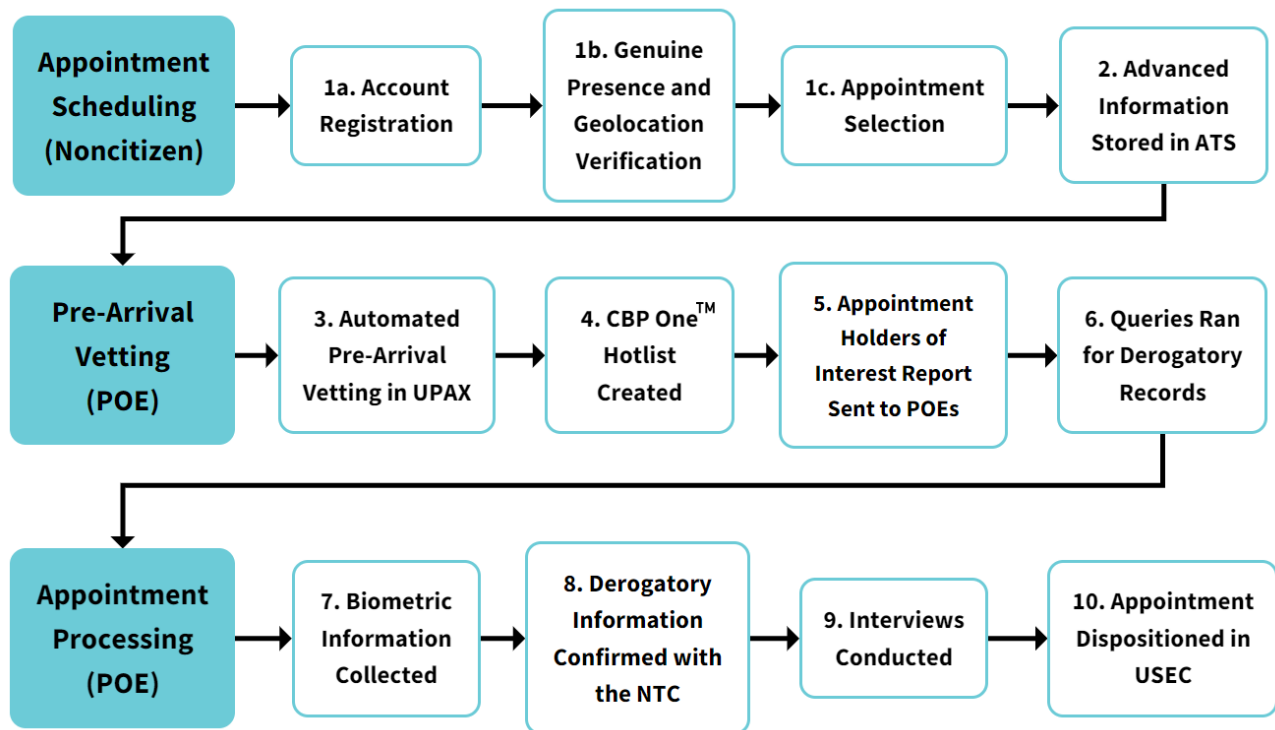 Appointment
Scheduling
(Noncitizen)
1a. Account
Registration
1b. Genuine
Presence and
Geolocation
Verification
1c. Appointment
Selection
2. Advanced
Information
Stored in ATS
Pre-Arrival
Vetting
(POE)
3. Automated
Pre-Arrival
Vetting in UPAX
4. CBP One™
Hotlist
Created
5. Appointment
Holders of
Interest Report
Sent to POEs
6. Queries Ran
for Derogatory
Records
Appointment
Processing
(POE)
7. Biometric
Information
Collected
8. Derogatory
Information
Confirmed with
the NTC
9. Interviews
Conducted
10. Appointment
Dispositioned in
USEC